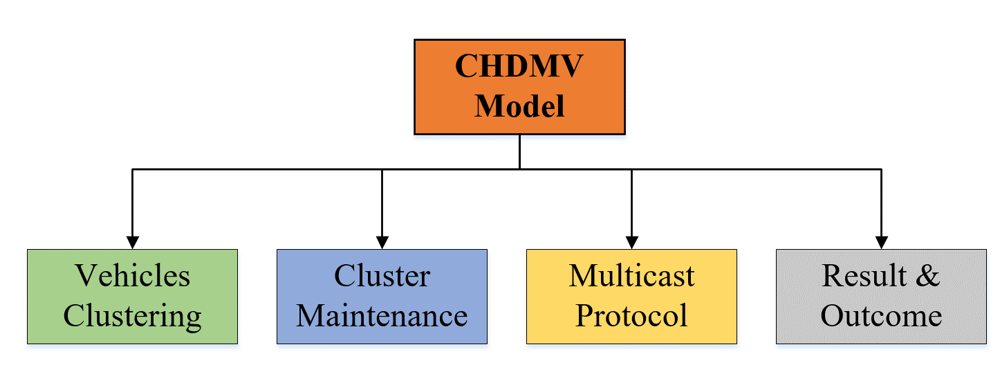 CHDMV
Model
Vehicles
Clustering
Cluster
Maintenance
Multicast
Protocol
Result &
Outcome